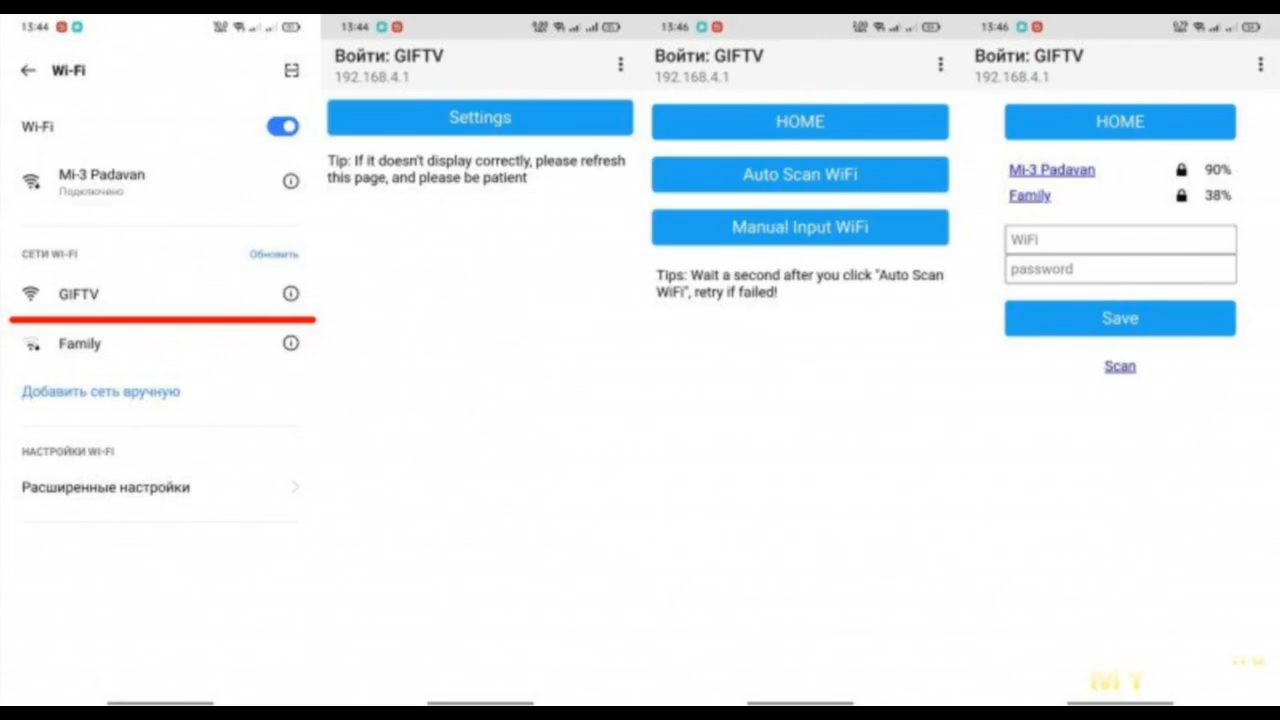 13:44
Wi-Fi
Wi-Fi
Mi-3 Padavan
Подключено
СЕТИ WI-FI
Обновить
GIFTV
Family
Добавить сеть вручную
НАСТРОЙКИ WI-FI
Расширенные настройки
13:44
Войти: GIFTV
192.168.4.1
Settings
Tip: If it doesn't display correctly, please refresh
this page, and please be patient
13:46
Войти: GIFTV
192.168.4.1
HOME
Auto Scan WiFi
Manual Input WiFi
Tips: Wait a second after you click "Auto Scan
WiFi", retry if failed!
13:46
Войти: GIFTV
192.168.4.1
HOME
Mi-3 Padavan 90%
Family 38%
WiFi
password
Save
Scan
MY